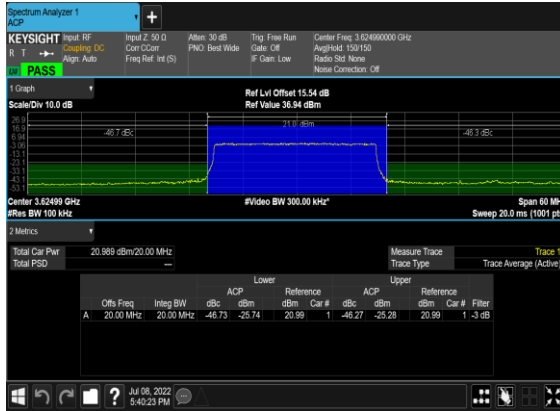 Spectrum Analyzer 1
ACP
+
KEYSIGHT Input: RF Input Z: 50 Ω Atten: 30 dB Trig: Free Run Center Freq: 3.624990000 GHz
R T Coupling: DC Corr CCorr PNO: Best Wide Gate: Off Avg|Hold: 150/150
Align: Auto Freq Ref: Int (S) IF Gain: Low Radio Std: None
Noise Correction: Off
PASS
1 Graph Ref Lvl Offset 15.54 dB
Scale/Div 10.0 dB Ref Value 36.94 dBm
26.9
16.9
6.94
-3.06
-13.1
-23.1
-33.1
-43.1
-53.1
-46.7 dBc 21.0 dBm -46.3 dBc
Center 3.62499 GHz #Video BW 300.00 kHz* Span 60 MH
#Res BW 100 kHz Sweep 20.0 ms (1001 pt
2 Metrics
Total Car Pwr 20.989 dBm/20.00 MHz Measure Trace Trace 1
Total PSD --- Trace Type Trace Average (Active)
Lower Upper
ACP Reference ACP Reference
Offs Freq Integ BW dBc dBm dBm Car # dBc dBm dBm Car # Filter
A 20.00 MHz 20.00 MHz -46.73 -25.74 20.99 1 -46.27 -25.28 20.99 1 -3 dB
? Jul 08, 2022
5:40:23 PM